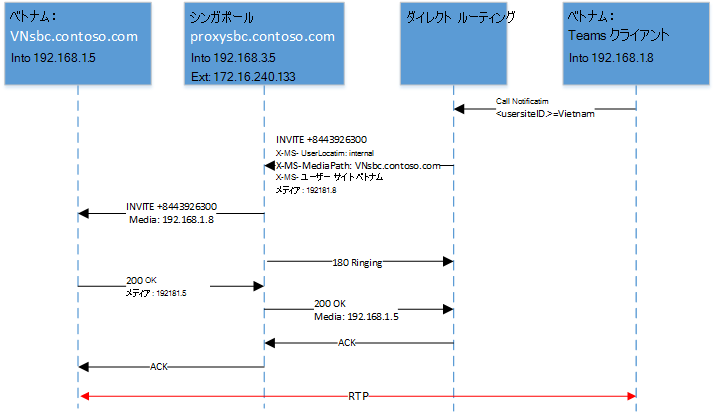 ベトナム：
VNsbc.contoso.com
Into 192.168.1.5
シンガポール
proxysbc.contoso.com
Into 192.168.3.5
Ext: 172.16.240.133
ダイレクト ルーティング
ベトナム：
Teams クライアント
Into 192.168.1.8
Call Notificatim
<usersiteID.>=Vietnam
INVITE +8443926300
X-MS- UserLocatim: internal
X-MS-MediaPath: VNsbc.contoso.com
X-MS- ユーザー サイトベトナム
メディア : 192181.8
INVITE +8443926300
Media: 192.168.1.8
180 Ringing
200 OK
メディア : 192181.5
200 OK
Media: 192.168.1.5
ACK
ACK
RTP